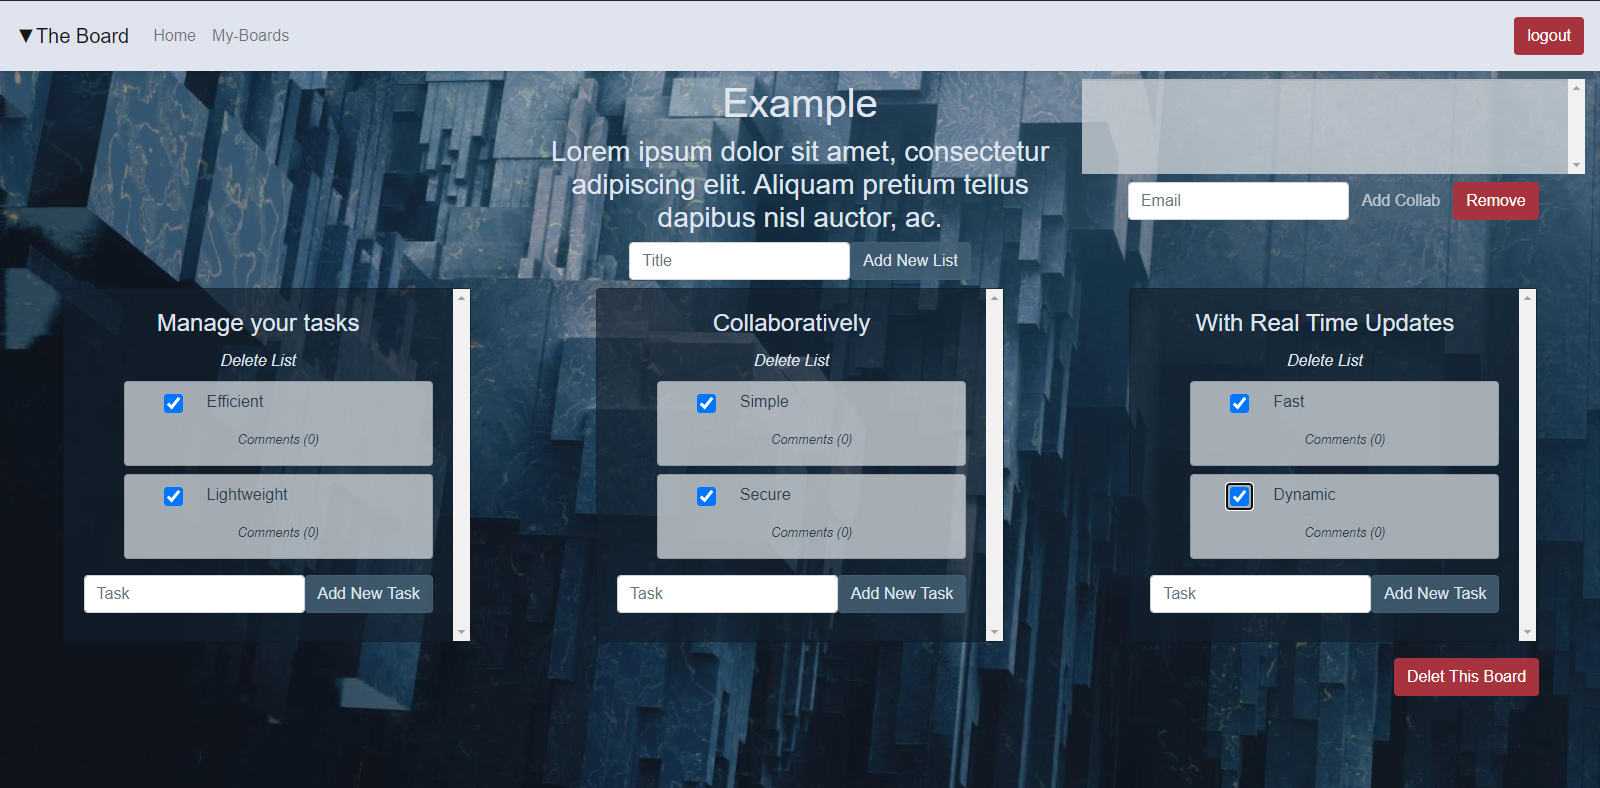 ▼The Board Home My-Boards logout
Example
Lorem ipsum dolor sit amet, consectetur
adipiscing elit. Aliquam pretium tellus
dapibus nisl auctor, ac.
Email Add Collab Remove
Title Add New List
Manage your tasks
Delete List
Efficient
Comments (0)
Lightweight
Comments (0)
Task Add New Task
Collaboratively
Delete List
Simple
Comments (0)
Secure
Comments (0)
Task Add New Task
With Real Time Updates
Delete List
Fast
Comments (0)
Dynamic
Comments (0)
Task Add New Task
Delet This Board